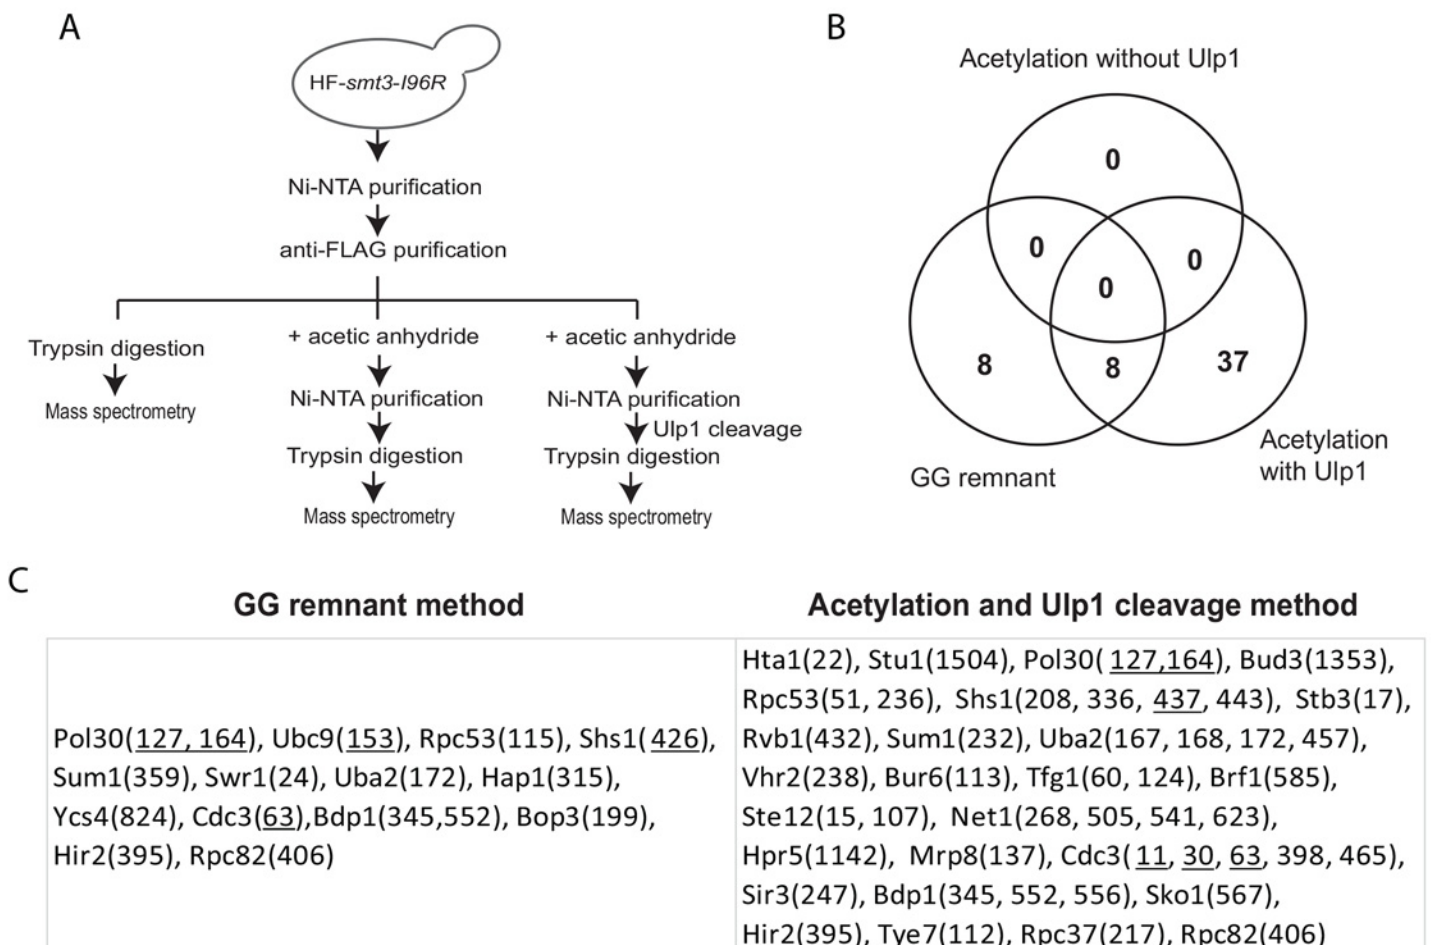 A
HF-smt3-I96R
Ni-NTA purification
anti-FLAG purification
Trypsin digestion
Mass spectrometry
+ acetic anhydride
Ni-NTA purification
Trypsin digestion
Mass spectrometry
+ acetic anhydride
Ni-NTA purification
Ulp1 cleavage
Trypsin digestion
Mass spectrometry
B
Acetylation without Ulp1
0
0
0
0
8
8
37
GG remnant
Acetylation
with Ulp1
C
GG remnant method
Pol30(127, 164), Ubc9(153), Rpc53(115), Shs1(426),
Sum1(359), Swr1(24), Uba2(172), Hap1(315),
Ycs4(824), Cdc3(63),Bdp1(345,552), Bop3(199),
Hir2(395), Rpc82(406)
Acetylation and Ulp1 cleavage method
Hta1(22), Stu1(1504), Pol30( 127,164), Bud3(1353),
Rpc53(51, 236), Shs1(208, 336, 437, 443), Stb3(17),
Rvb1(432), Sum1(232), Uba2(167, 168, 172, 457),
Vhr2(238), Bur6(113), Tfg1(60, 124), Brf1(585),
Ste12(15, 107), Net1(268, 505, 541, 623),
Hpr5(1142), Mrp8(137), Cdc3( 11, 30, 63, 398, 465),
Sir3(247), Bdp1(345, 552, 556), Sko1(567),
Hir2(395), Tye7(112), Rpc37(217), Rpc82(406)